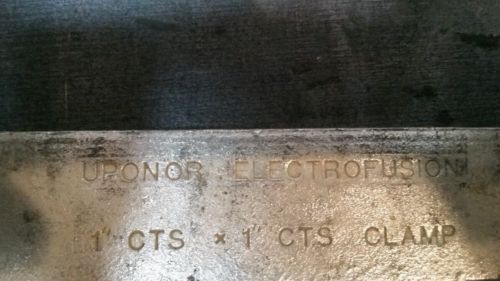 UPONOR ELECTROFUSION
1" CTS × 1" CTS CLAMP